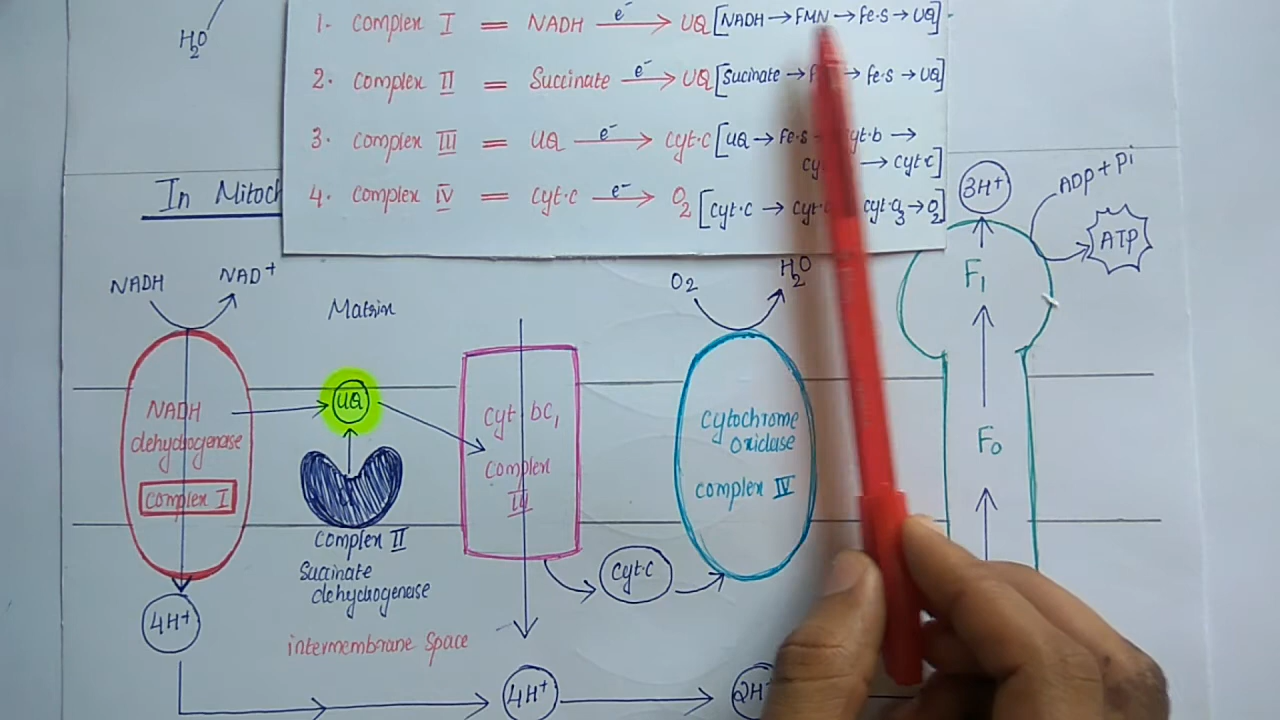 H2O
1. Complex I = NADH e- → UQ [NADH → FMN → Fe·S → UQ]
2. Complex II = Succinate e- → UQ [Sucinate → → Fe·S → UQ]
3. Complex III = UQ e- → Cyt·C [UQ → Fe·S → Cyt·b →
→ Cyt·C]
4. Complex IV = Cyt·C e- → O2 [Cyt·C → Cyt·a3 → O2]
In
3H+
ADP + Pi
ATP
NADH
NAD+
Matrix
O2
H2O
F1
NADH
dehydrogenase
Complex I
UQ
Cyt bC1
Complex
III
Cytochrome
oxidase
Complex IV
F0
Complex II
Succinate
dehydrogenase
Cyt·C
4H+
intermembrane Space
4H+
2H+